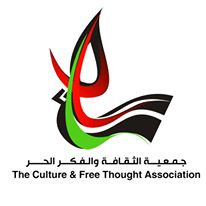 جمعية الثقافة والفكر الحر
The Culture & Free Thought Association